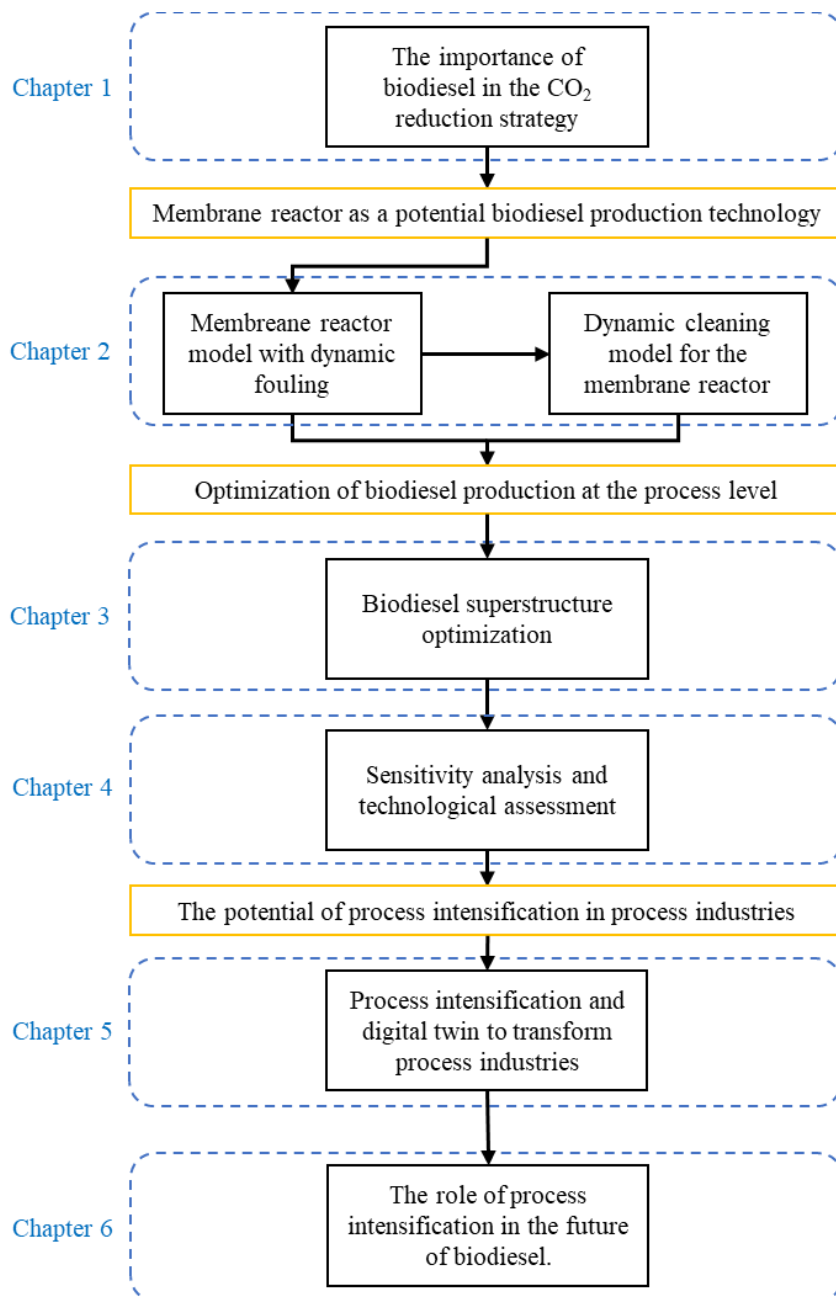 Chapter 1
The importance of
biodiesel in the CO₂
reduction strategy
Membrane reactor as a potential biodiesel production technology
Chapter 2
Membreane reactor
model with dynamic
fouling
Dynamic cleaning
model for the
membrane reactor
Optimization of biodiesel production at the process level
Chapter 3
Biodiesel superstructure
optimization
Chapter 4
Sensitivity analysis and
technological assessment
The potential of process intensification in process industries
Chapter 5
Process intensification and
digital twin to transform
process industries
Chapter 6
The role of process
intensification in the future
of biodiesel.